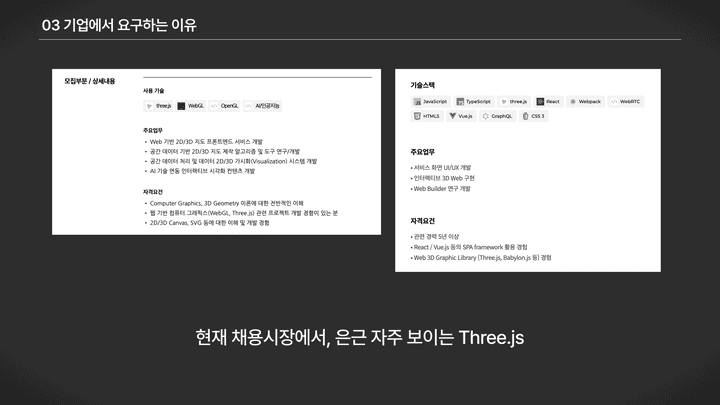 03 기업에서 요구하는 이유
모집부문 / 상세내용
사용 기술
three.js WebGL OpenGL AI/인공지능
주요업무
• Web 기반 2D/3D 지도 프론트엔드 서비스 개발
• 공간 데이터 기반 2D/3D 지도 제작 알고리즘 및 도구 연구/개발
• 공간 데이터 처리 및 데이터 2D/3D 가시화(Visualization) 시스템 개발
• AI 기술 연동 인터랙티브 시각화 컨텐츠 개발
자격요건
• Computer Graphics, 3D Geometry 이론에 대한 전반적인 이해
• 웹 기반 컴퓨터 그래픽스(WebGL, Three.js) 관련 프로젝트 개발 경험이 있는 분
• 2D/3D Canvas, SVG 등에 대한 이해 및 개발 경험
기술스택
JavaScript TypeScript three.js React Webpack WebRTC
HTML5 Vue.js GraphQL CSS 3
주요업무
• 서비스 화면 UI/UX 개발
• 인터랙티브 3D Web 구현
• Web Builder 연구 개발
자격요건
• 관련 경력 5년 이상
• React / Vue.js 등의 SPA framework 활용 경험
• Web 3D Graphic Library (Three.js, Babylon.js 등) 경험
현재 채용시장에서, 은근 자주 보이는 Three.js